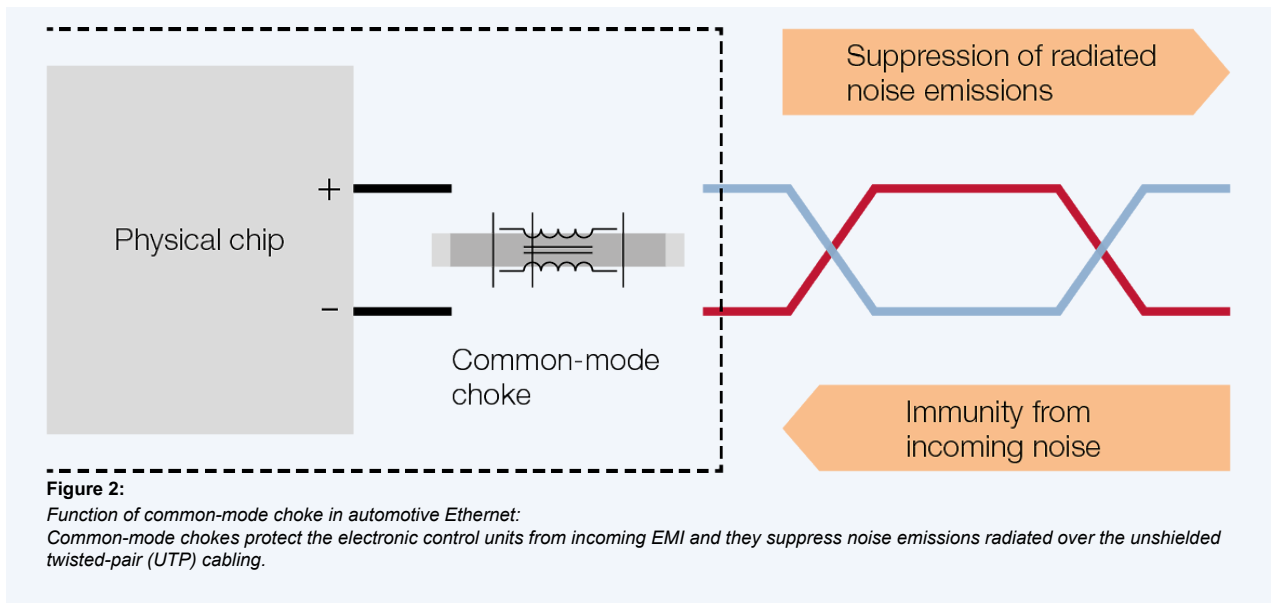 Suppression of radiated
noise emissions
+
Physical chip
−
Common-mode
choke
Immunity from
incoming noise
Figure 2:
Function of common-mode choke in automotive Ethernet:
Common-mode chokes protect the electronic control units from incoming EMI and they suppress noise emissions radiated over the unshielded
twisted-pair (UTP) cabling.